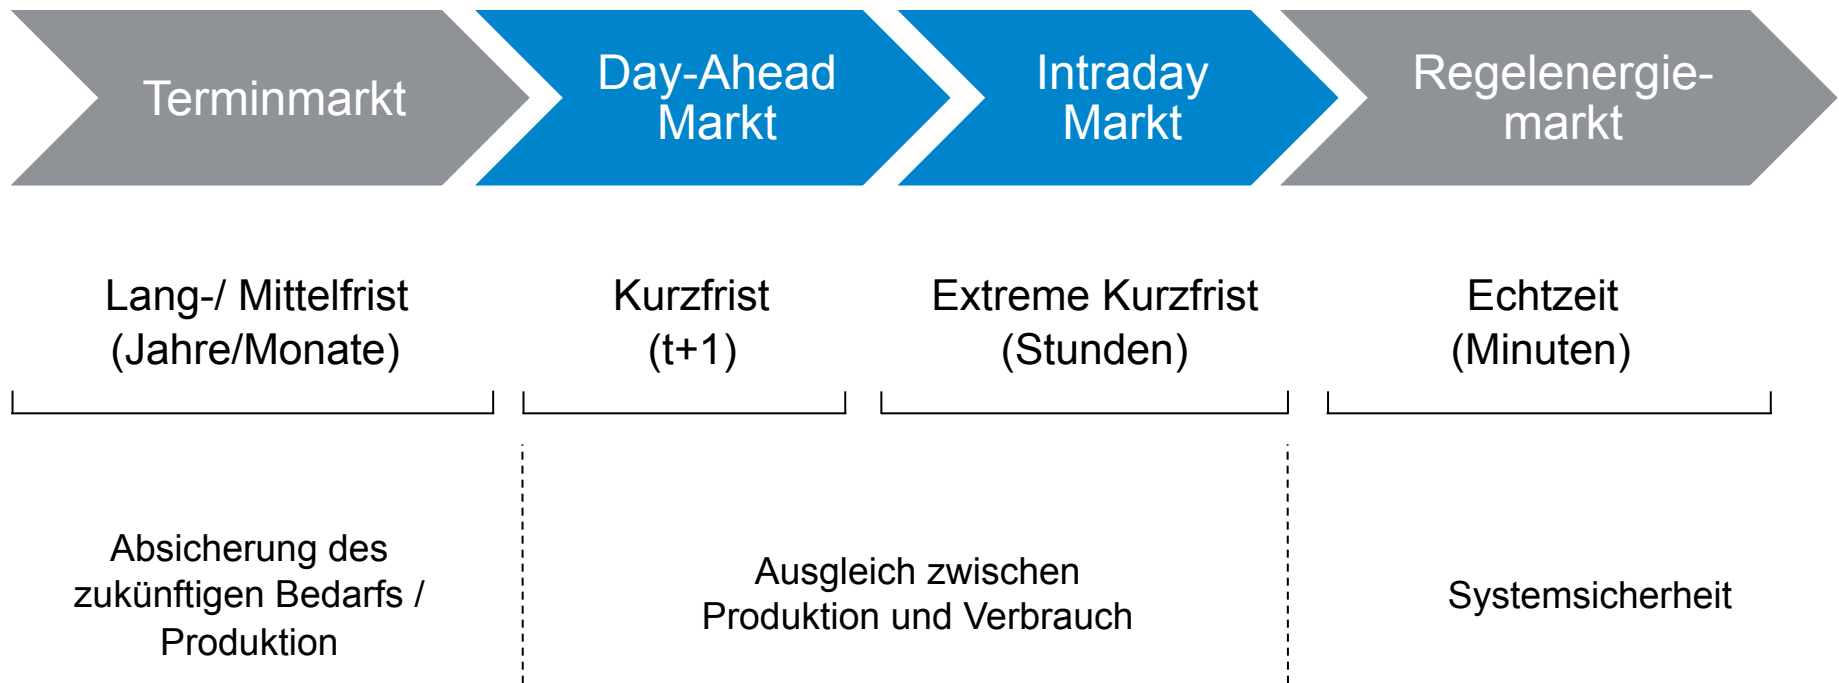 Terminmarkt
Day-Ahead
Markt
Intraday
Markt
Regelenergie-
markt
Lang-/ Mittelfrist
(Jahre/Monate)
Kurzfrist
(t+1)
Extreme Kurzfrist
(Stunden)
Echtzeit
(Minuten)
Absicherung des
zukünftigen Bedarfs /
Produktion
Ausgleich zwischen
Produktion und Verbrauch
Systemsicherheit